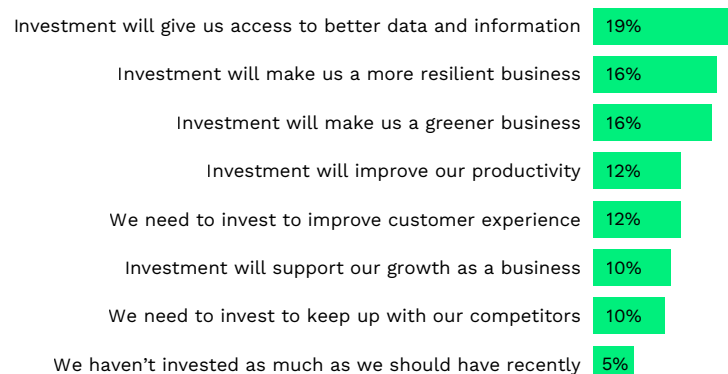 Investment will give us access to better data and information 19%
Investment will make us a more resilient business 16%
Investment will make us a greener business 16%
Investment will improve our productivity 12%
We need to invest to improve customer experience 12%
Investment will support our growth as a business 10%
We need to invest to keep up with our competitors 10%
We haven’t invested as much as we should have recently 5%